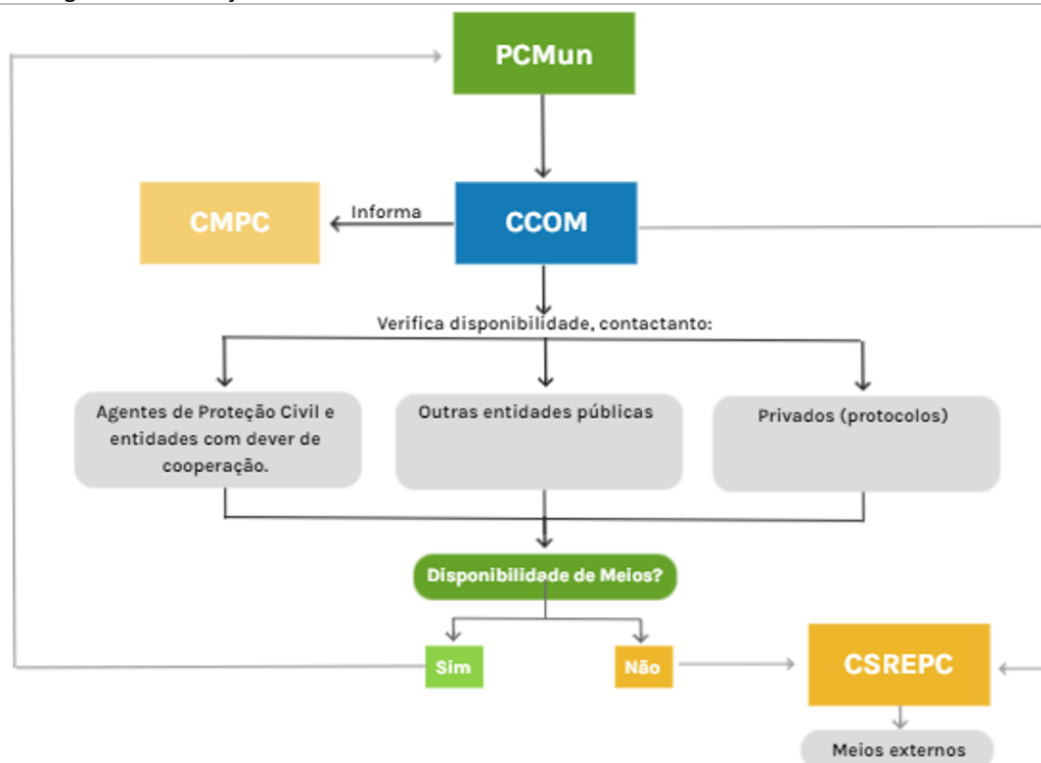 PCMun
CMPC
Informa
CCOM
Verifica disponibilidade, contactanto:
Agentes de Proteção Civil e
entidades com dever de
cooperação.
Outras entidades públicas
Privados (protocolos)
Disponibilidade de Meios?
Sim
Não
CSREPC
Meios externos